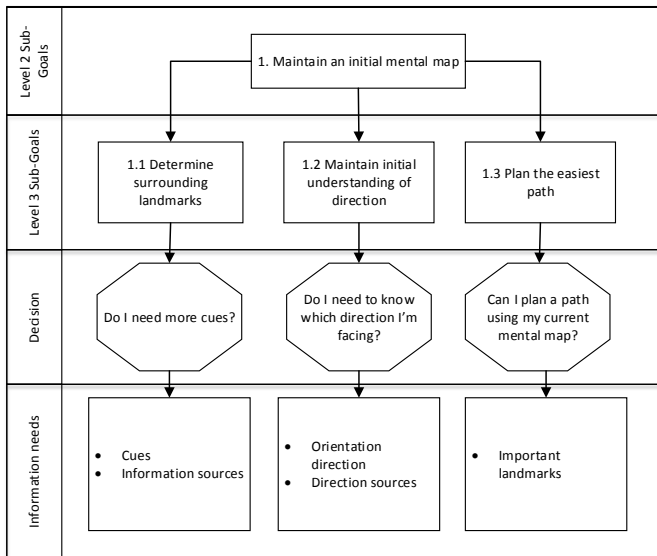 Level 2 Sub-
Goals
1. Maintain an initial mental map
Level 3 Sub-Goals
1.1 Determine
surrounding
landmarks
1.2 Maintain initial
understanding of
direction
1.3 Plan the easiest
path
Decision
Do I need more cues?
Do I need to know
which direction I'm
facing?
Can I plan a path
using my current
mental map?
Information needs
• Cues
• Information sources
• Orientation
direction
• Direction sources
• Important
landmarks